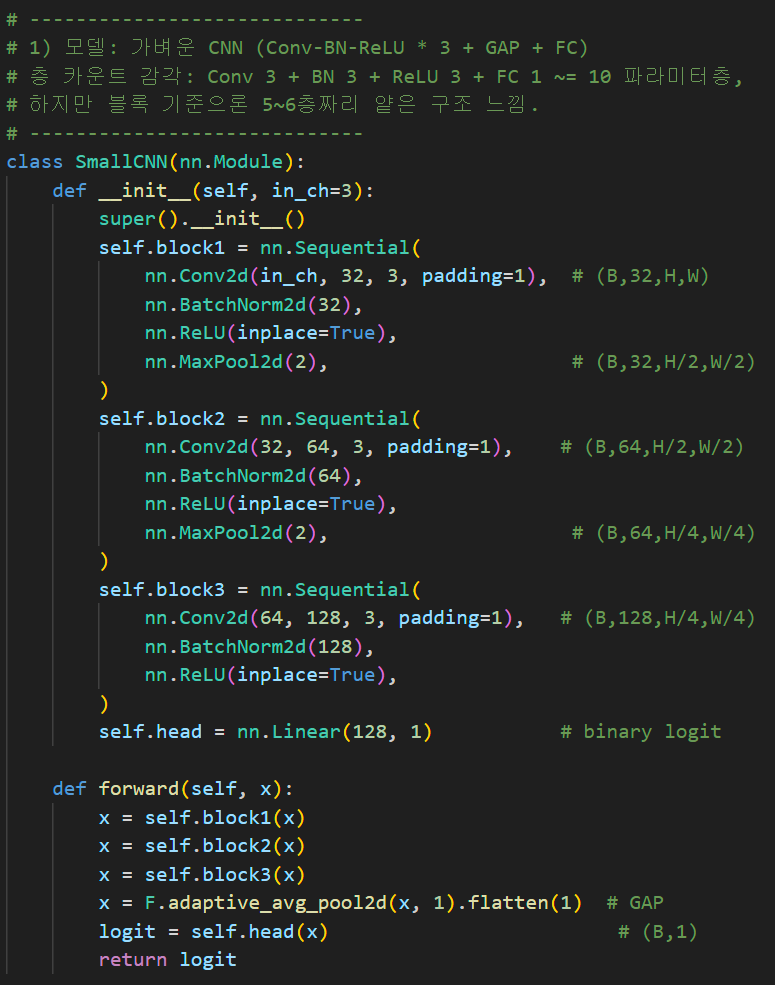 # -----------------------------
# 1) 모델: 가벼운 CNN (Conv-BN-ReLU * 3 + GAP + FC)
# 층 카운트 감각: Conv 3 + BN 3 + ReLU 3 + FC 1 ~= 10 파라미터층,
# 하지만 블록 기준으론 5~6층짜리 얕은 구조 느낌.
# -----------------------------
class SmallCNN(nn.Module):
    def __init__(self, in_ch=3):
        super().__init__()
        self.block1 = nn.Sequential(
            nn.Conv2d(in_ch, 32, 3, padding=1),  # (B,32,H,W)
            nn.BatchNorm2d(32),
            nn.ReLU(inplace=True),
            nn.MaxPool2d(2),                     # (B,32,H/2,W/2)
        )
        self.block2 = nn.Sequential(
            nn.Conv2d(32, 64, 3, padding=1),    # (B,64,H/2,W/2)
            nn.BatchNorm2d(64),
            nn.ReLU(inplace=True),
            nn.MaxPool2d(2),                     # (B,64,H/4,W/4)
        )
        self.block3 = nn.Sequential(
            nn.Conv2d(64, 128, 3, padding=1),   # (B,128,H/4,W/4)
            nn.BatchNorm2d(128),
            nn.ReLU(inplace=True),
        )
        self.head = nn.Linear(128, 1)           # binary logit

    def forward(self, x):
        x = self.block1(x)
        x = self.block2(x)
        x = self.block3(x)
        x = F.adaptive_avg_pool2d(x, 1).flatten(1)  # GAP
        logit = self.head(x)                         # (B,1)
        return logit